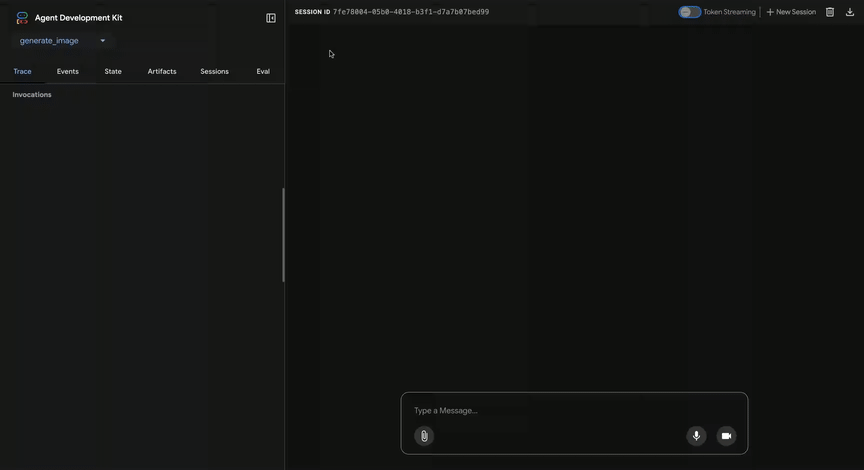 Agent Development Kit
generate_image
Trace Events State Artifacts Sessions Eval
Invocations
SESSION ID 7fe78004-05b0-4018-b3f1-d7a7b07bed99
Token Streaming
+ New Session
Type a Message...